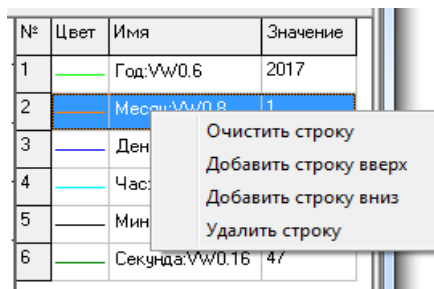 № Цвет Имя Значение
1 Год:VW0.6 2017
2 Месяц:VW0.8 1
Очистить строку
3 Ден
Добавить строку вверх
4 Час:
Добавить строку вниз
5 Мин
Удалить строку
6 Секунда:VW0.16 47